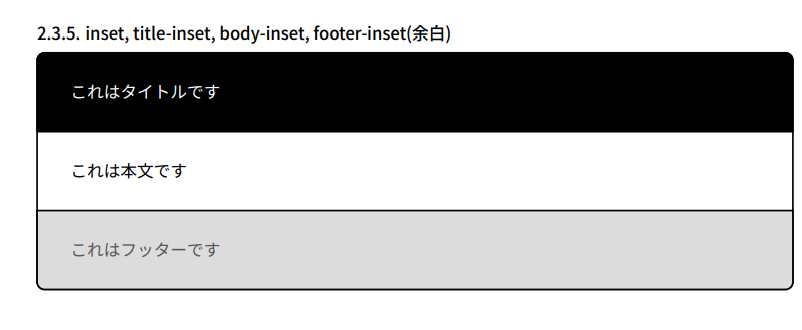 2.3.5. inset, title-inset, body-inset, footer-inset(余白)
これはタイトルです
これは本文です
これはフッターです